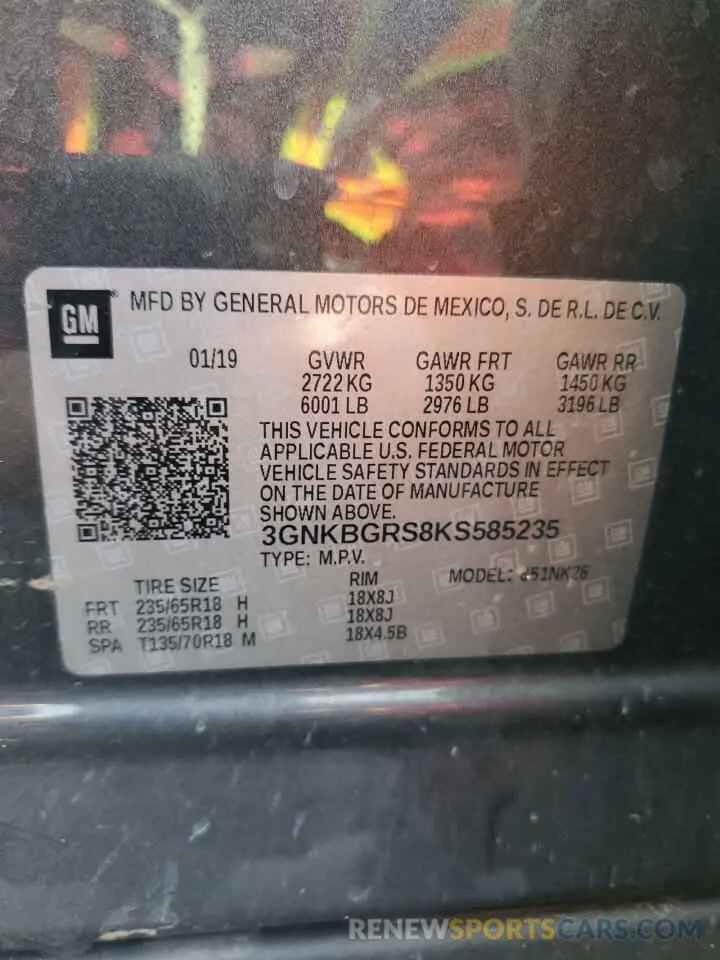 GM
MFD BY GENERAL MOTORS DE MEXICO, S. DE R.L. DE C.V.
01/19 GVWR GAWR FRT GAWR RR
2722 KG 1350 KG 1450 KG
6001 LB 2976 LB 3196 LB
THIS VEHICLE CONFORMS TO ALL
APPLICABLE U.S. FEDERAL MOTOR
VEHICLE SAFETY STANDARDS IN EFFECT
ON THE DATE OF MANUFACTURE
SHOWN ABOVE.
3GNKBGRS8KS585235
TYPE: M.P.V.
TIRE SIZE RIM MODEL:
FRT 235/65R18 H 18X8J
RR 235/65R18 H 18X8J
SPA T135/70R18 M 18X4.5B
RENEWSPORTSCARS.COM